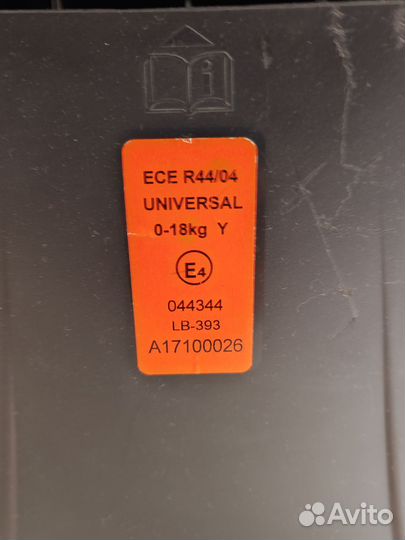 i
ECE R44/04
UNIVERSAL
0-18kg Y
E4
044344
LB-393
A17100026
Avito